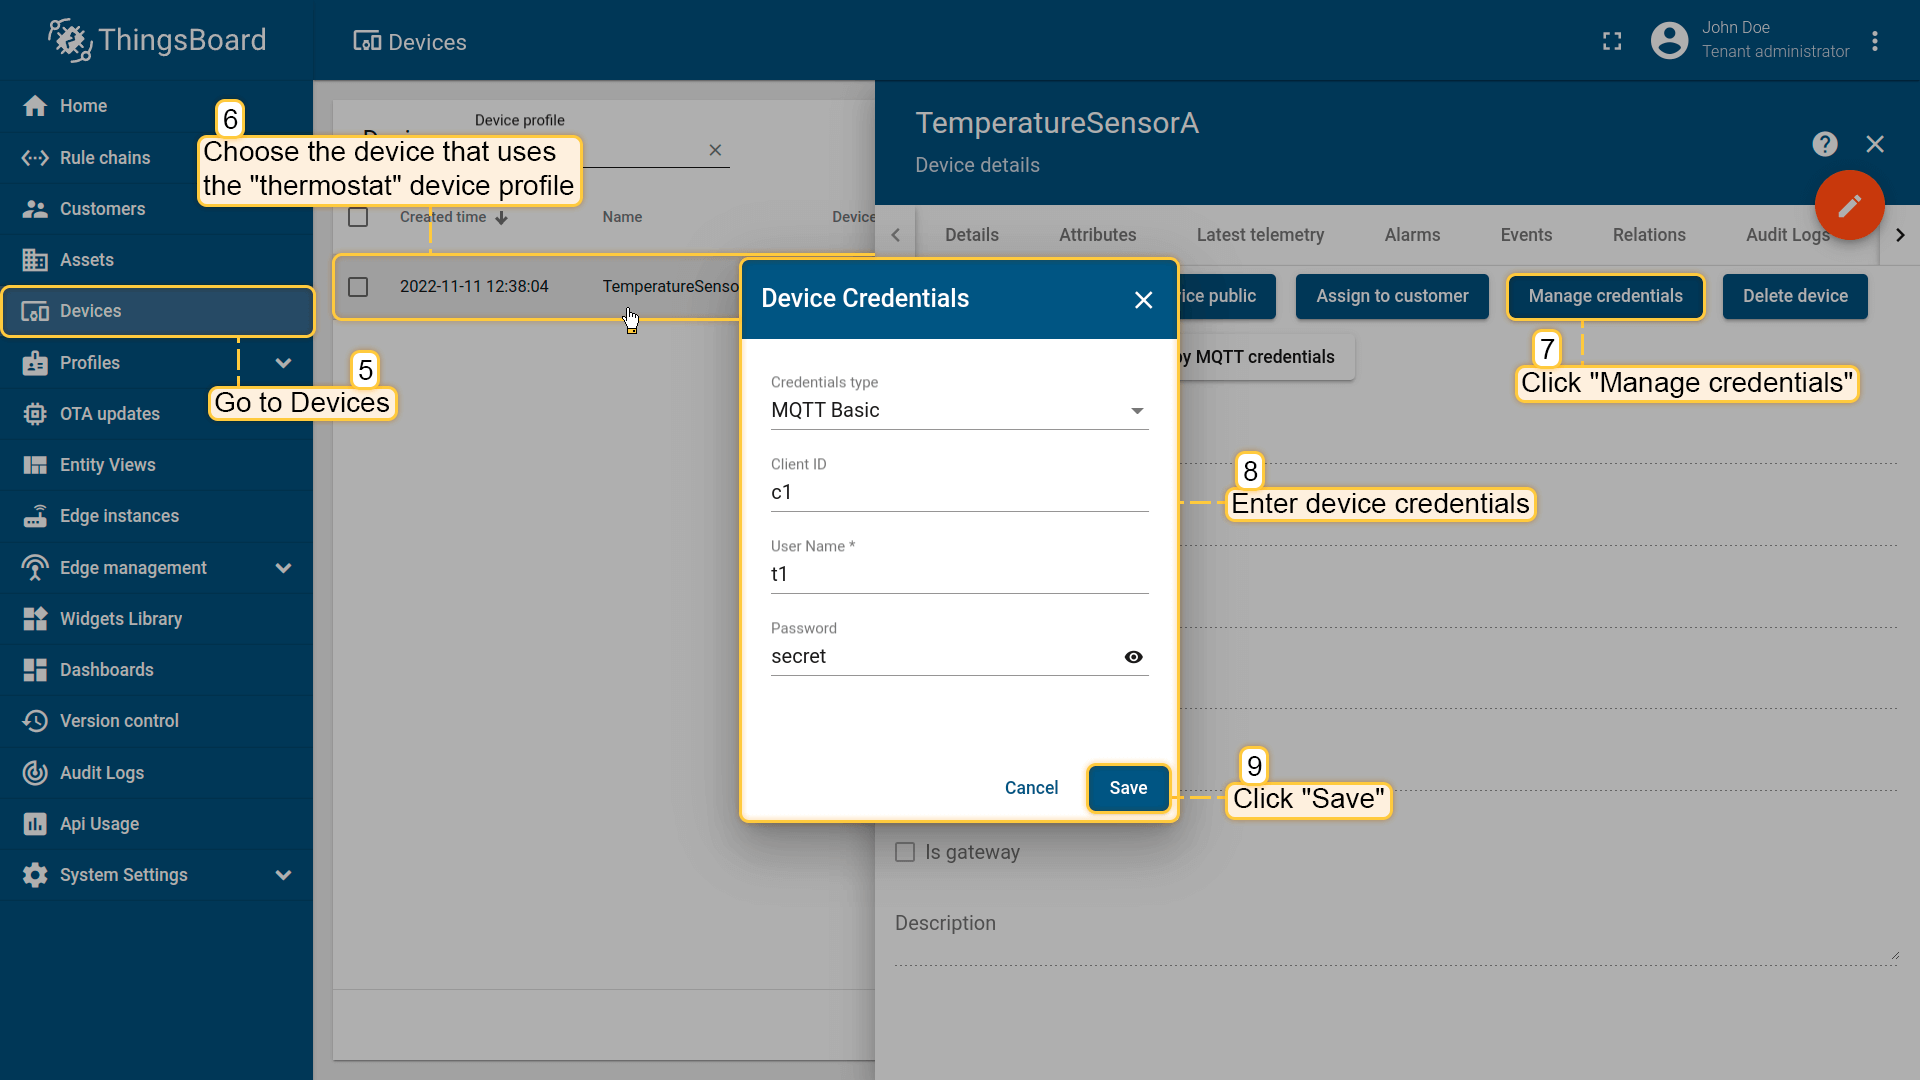 ThingsBoard
Devices
John Doe
Tenant administrator
Home
Rule chains
Customers
Assets
Devices
Profiles
OTA updates
Entity Views
Edge instances
Edge management
Widgets Library
Dashboards
Version control
Audit Logs
Api Usage
System Settings
5
Go to Devices
6
Choose the device that uses
the "thermostat" device profile
Device profile
Created time
Name
Device
2022-11-11 12:38:04
TemperatureSenso
TemperatureSensorA
Device details
Details
Attributes
Latest telemetry
Alarms
Events
Relations
Audit Logs
ice public
Assign to customer
Manage credentials
Delete device
y MQTT credentials
7
Click "Manage credentials"
Device Credentials
Credentials type
MQTT Basic
Client ID
c1
User Name *
t1
Password
secret
Cancel
Save
8
Enter device credentials
9
Click "Save"
Is gateway
Description